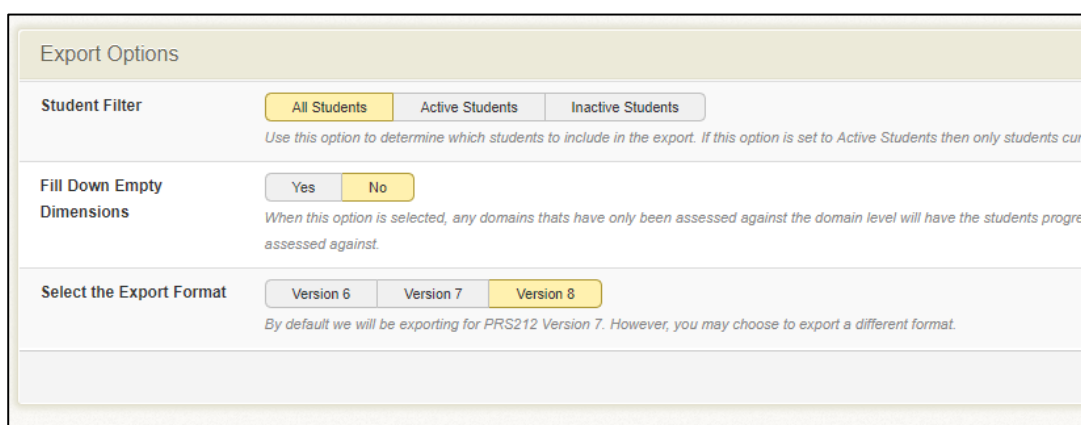 Export Options
Student Filter
All Students Active Students Inactive Students
Use this option to determine which students to include in the export. If this option is set to Active Students then only students
Fill Down Empty
Dimensions
Yes No
When this option is selected, any domains thats have only been assessed against the domain level will have the students
assessed against.
Select the Export Format
Version 6 Version 7 Version 8
By default we will be exporting for PRS212 Version 7. However, you may choose to export a different format.